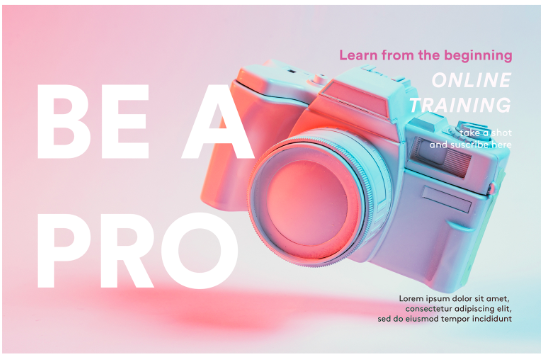 BE A
PRO
Learn from the beginning
ONLINE
TRAINING
take a shot
and suscribe here
Lorem ipsum dolor sit amet,
consectetur adipiscing elit,
sed do eiusmod tempor incididunt